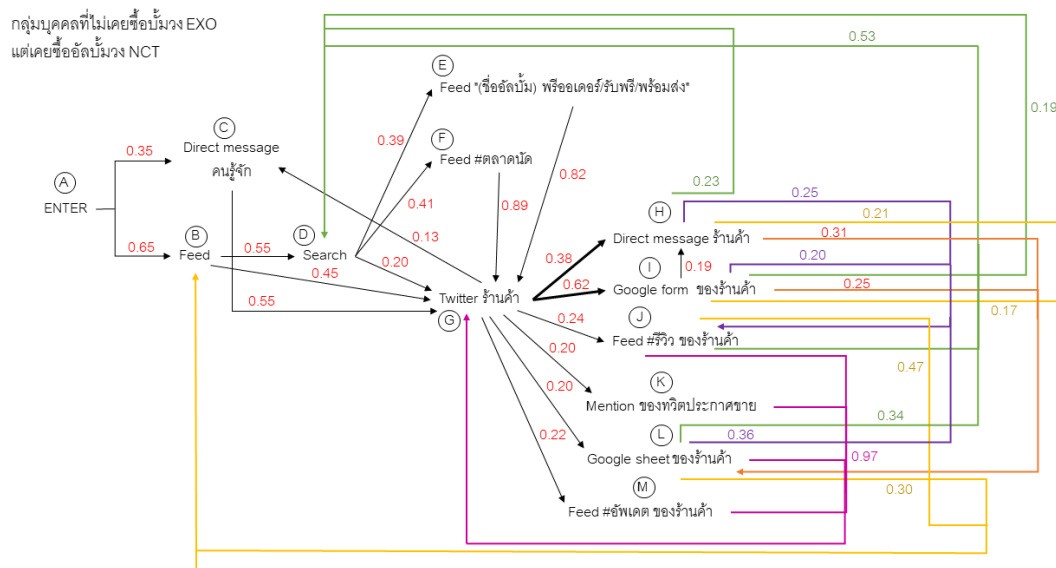 กลุ่มบุคคลที่ไม่เคยซื้อบั้มวง EXO
แต่เคยซื้ออัลบั้มวง NCT
0.53
E
Feed "(ชื่ออัลบั้ม) พรีออเดอร์/รับพรี/พร้อมส่ง"
0.19
C
Direct message
คนรู้จัก
0.39
F
Feed #ตลาดนัด
0.35
0.82
A
ENTER
0.41
0.89
0.23
0.25
H
0.21
B
D
0.13
Direct message ร้านค้า
0.31
0.65
Feed
0.55
Search
0.45
0.20
0.38
0.19
0.20
I
0.62
Google form ของร้านค้า
0.25
0.55
Twitter ร้านค้า
G
0.24
J
0.17
Feed #รีวิว ของร้านค้า
0.20
0.47
K
0.20
Mention ของทวิตประกาศขาย
0.34
L
0.22
0.36
Google sheet ของร้านค้า
0.97
M
0.30
Feed #อัพเดต ของร้านค้า